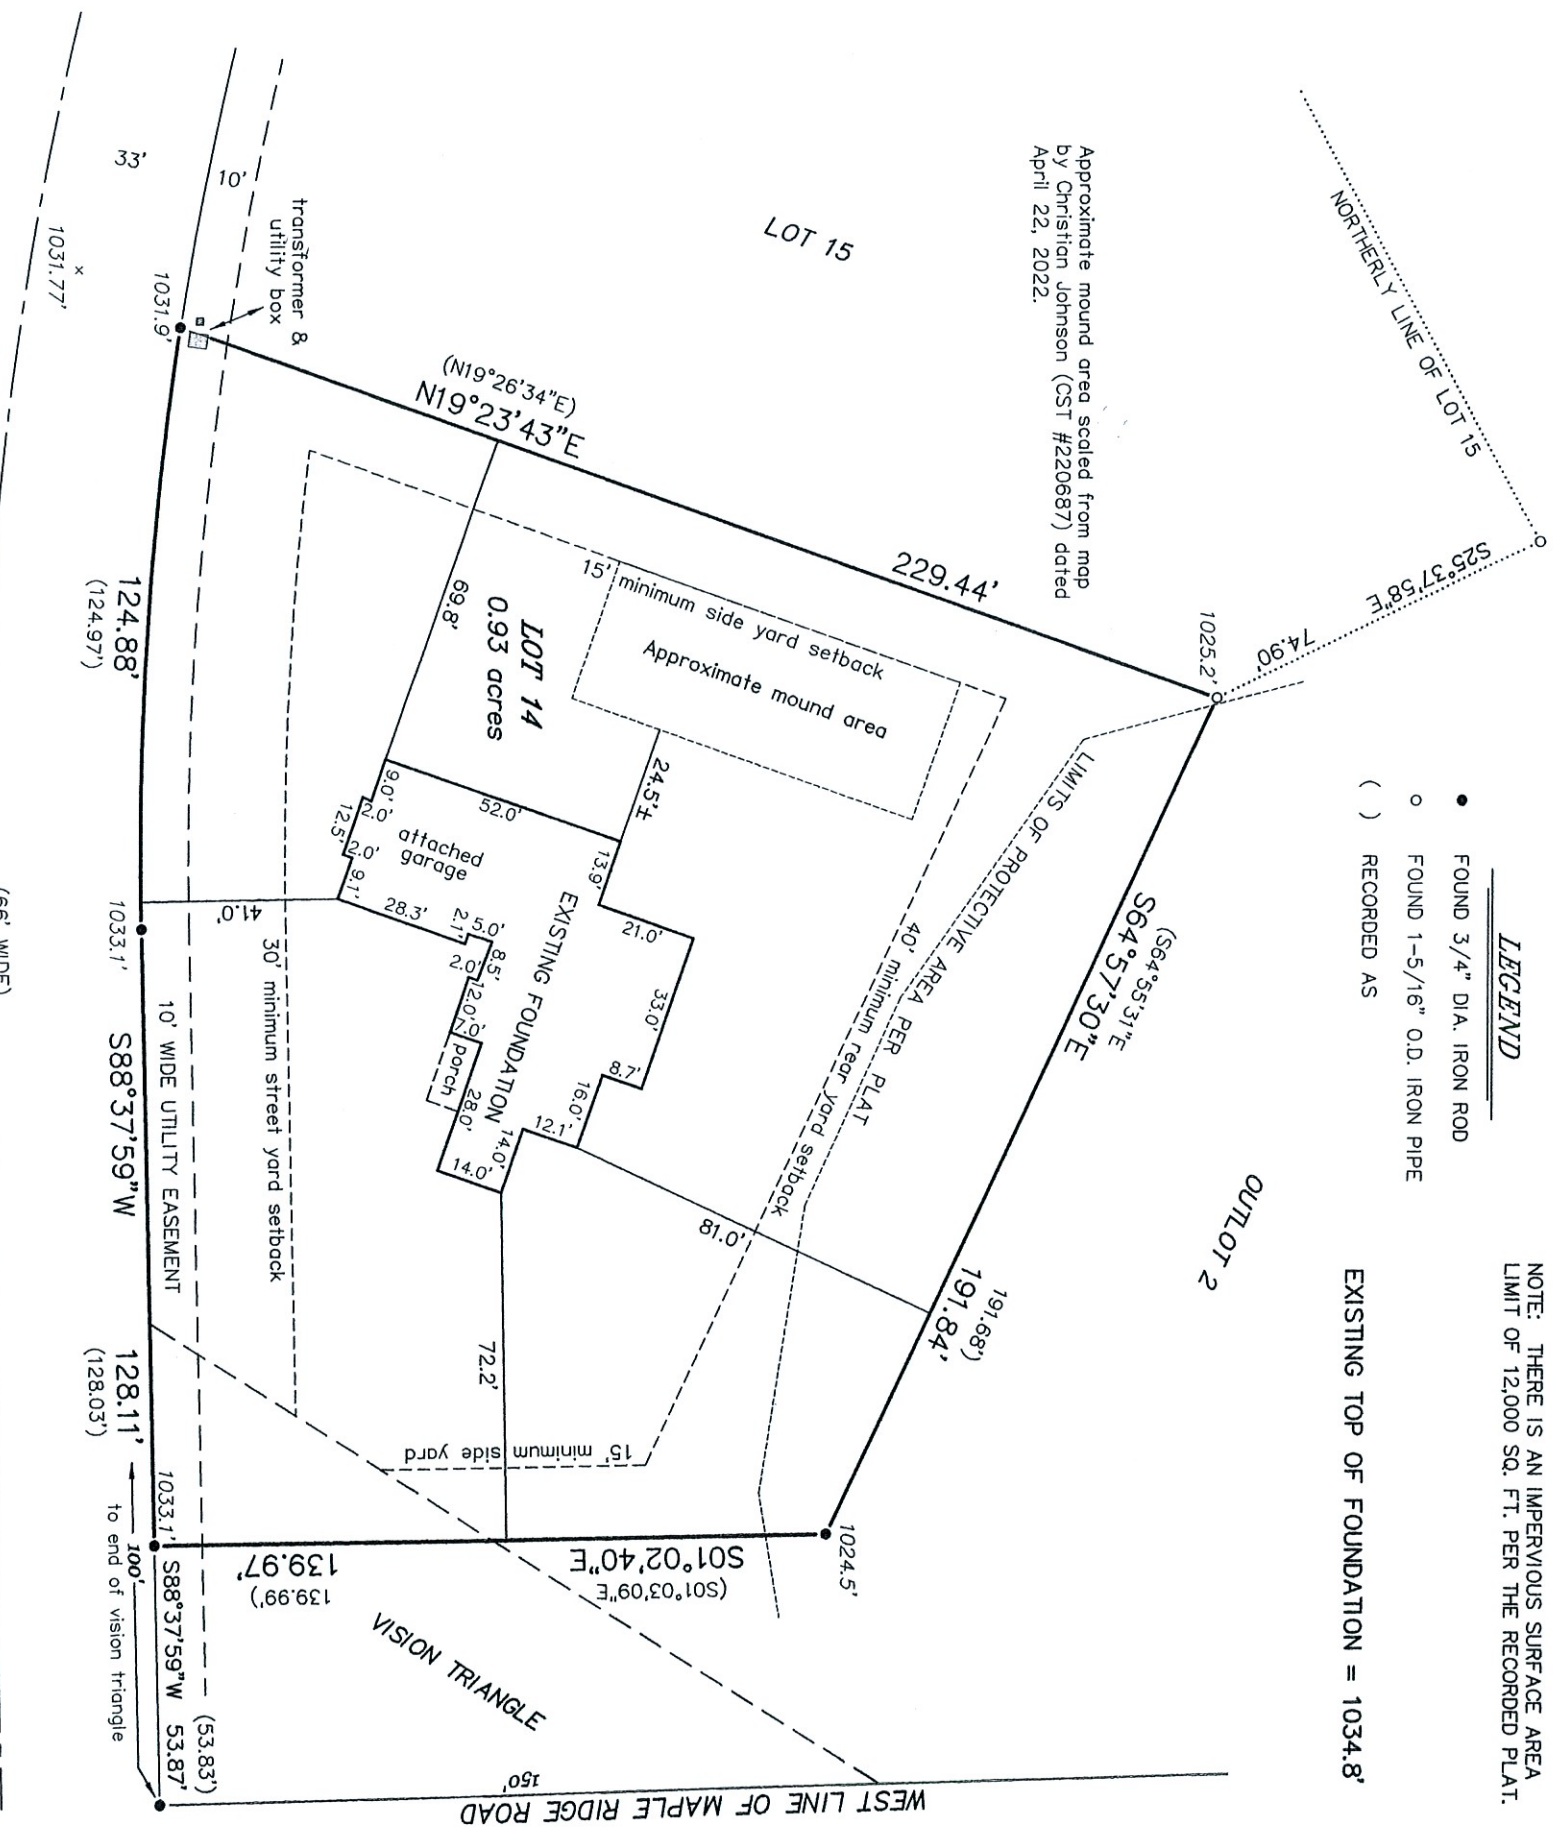 LEGEND
● FOUND 3/4" DIA. IRON ROD
○ FOUND 1-5/16" O.D. IRON PIPE
( ) RECORDED AS
NOTE: THERE IS AN IMPERVIOUS SURFACE AREA
LIMIT OF 12,000 SQ. FT. PER THE RECORDED PLAT.
EXISTING TOP OF FOUNDATION = 1034.8'
NORTHERLY LINE OF LOT 15
S25°37'58"E
74.90'
Approximate mound area scaled from map
by Christian Johnson (CST #220687) dated
April 22, 2022.
LOT 15
1025.2'
OUTLOT 2
(S64°55'31"E
S64°57'30"E
191.68')
191.84'
1024.5'
229.44'
(N19°26'34"E)
N19°23'43"E
LIMITS OF PROTECTIVE AREA PER PLAT
40' minimum rear yard setback
15' minimum side yard setback
Approximate mound area
24.5'±
LOT 14
0.93 acres
69.8'
52.0'
13.9'
21.0'
33.0'
8.7'
16.0'
12.1'
14.0'
14.0'
28.0'
porch
7.0'
12.0'
2.0'
8.5'
5.0'
2.1'
28.3'
9.1'
2.0'
12.5'
2.0'
9.0'
attached
garage
EXISTING FOUNDATION
81.0'
72.2'
41.0'
15' minimum side yard
30' minimum street yard setback
10' WIDE UTILITY EASEMENT
transformer &
utility box
10'
33'
1031.77'
×
1031.9'
124.88'
(124.97')
1033.1'
S88°37'59"W
128.11'
(128.03')
1033.1'
S01°02'40"E
(S01°03'09"E
139.97'
139.99')
100'
to end of vision triangle
S88°37'59"W 53.87'
(53.83')
VISION TRIANGLE
150'
WEST LINE OF MAPLE RIDGE ROAD
(66' WIDE)